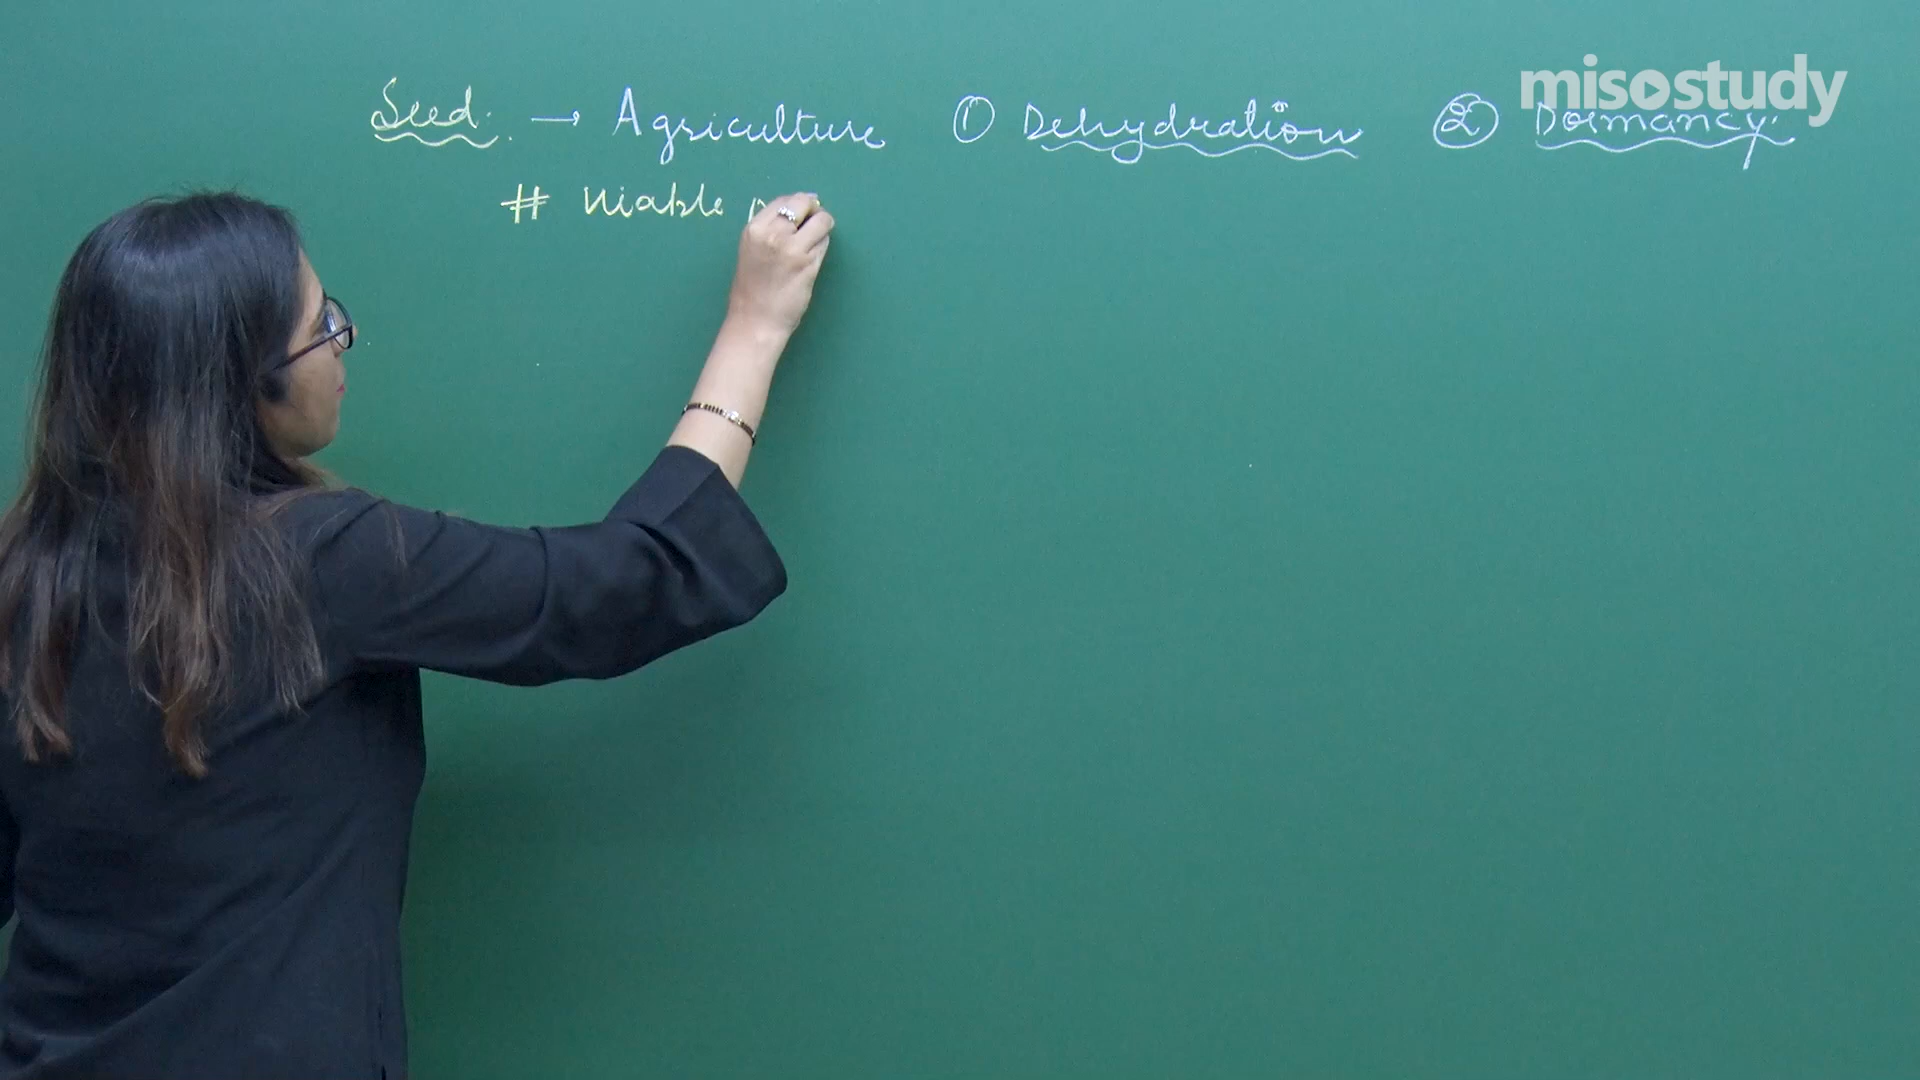 misostudy
Seed. → Agriculture ① Dehydration ② Dormancy.
# Viable